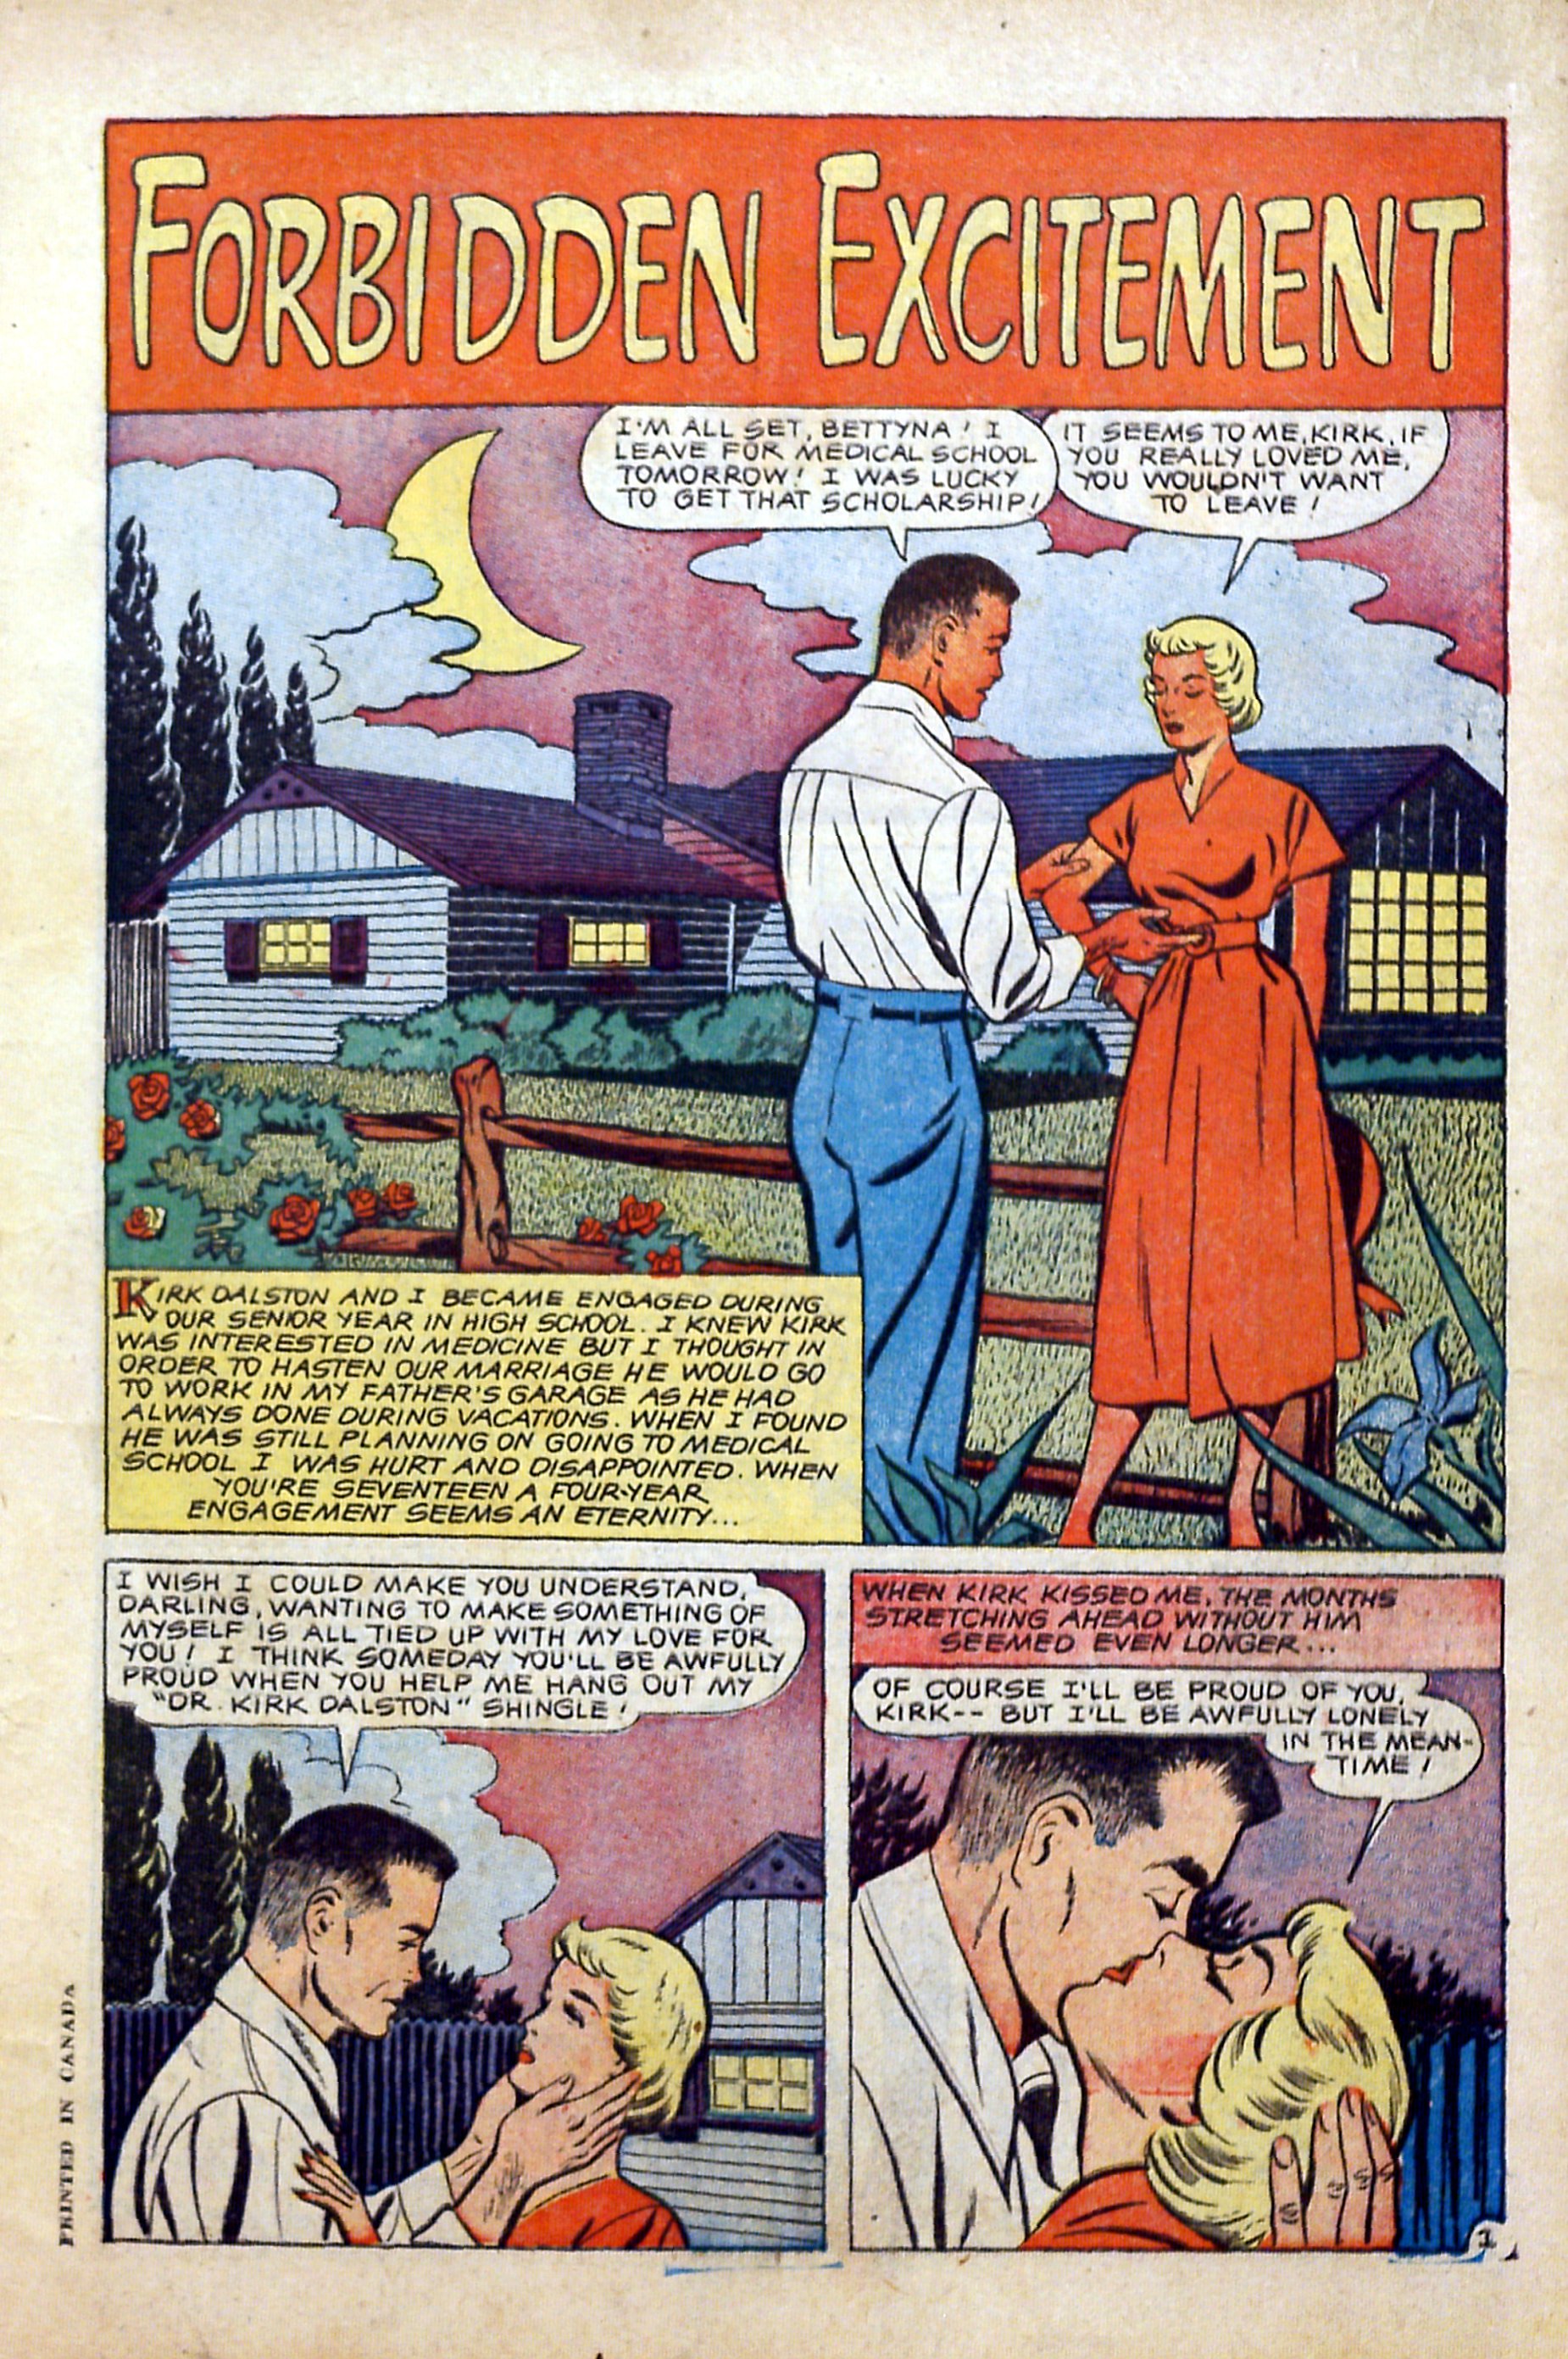 FORBIDDEN EXCITEMENT
I'M ALL SET, BETTYNA! I
LEAVE FOR MEDICAL SCHOOL
TOMORROW! I WAS LUCKY
TO GET THAT SCHOLARSHIP!
IT SEEMS TO ME, KIRK, IF
YOU REALLY LOVED ME,
YOU WOULDN'T WANT
TO LEAVE!
KIRK DALSTON AND I BECAME ENGAGED DURING
OUR SENIOR YEAR IN HIGH SCHOOL. I KNEW KIRK
WAS INTERESTED IN MEDICINE BUT I THOUGHT IN
ORDER TO HASTEN OUR MARRIAGE HE WOULD GO
TO WORK IN MY FATHER'S GARAGE AS HE HAD
ALWAYS DONE DURING VACATIONS. WHEN I FOUND
HE WAS STILL PLANNING ON GOING TO MEDICAL
SCHOOL I WAS HURT AND DISAPPOINTED. WHEN
YOU'RE SEVENTEEN A FOUR-YEAR
ENGAGEMENT SEEMS AN ETERNITY...
I WISH I COULD MAKE YOU UNDERSTAND,
DARLING, WANTING TO MAKE SOMETHING OF
MYSELF IS ALL TIED UP WITH MY LOVE FOR
YOU! I THINK SOMEDAY YOU'LL BE AWFULLY
PROUD WHEN YOU HELP ME HANG OUT MY
"DR. KIRK DALSTON" SHINGLE!
WHEN KIRK KISSED ME, THE MONTHS
STRETCHING AHEAD WITHOUT HIM
SEEMED EVEN LONGER...
OF COURSE I'LL BE PROUD OF YOU,
KIRK-- BUT I'LL BE AWFULLY LONELY
IN THE MEAN-
TIME!
1
PRINTED IN CANADA